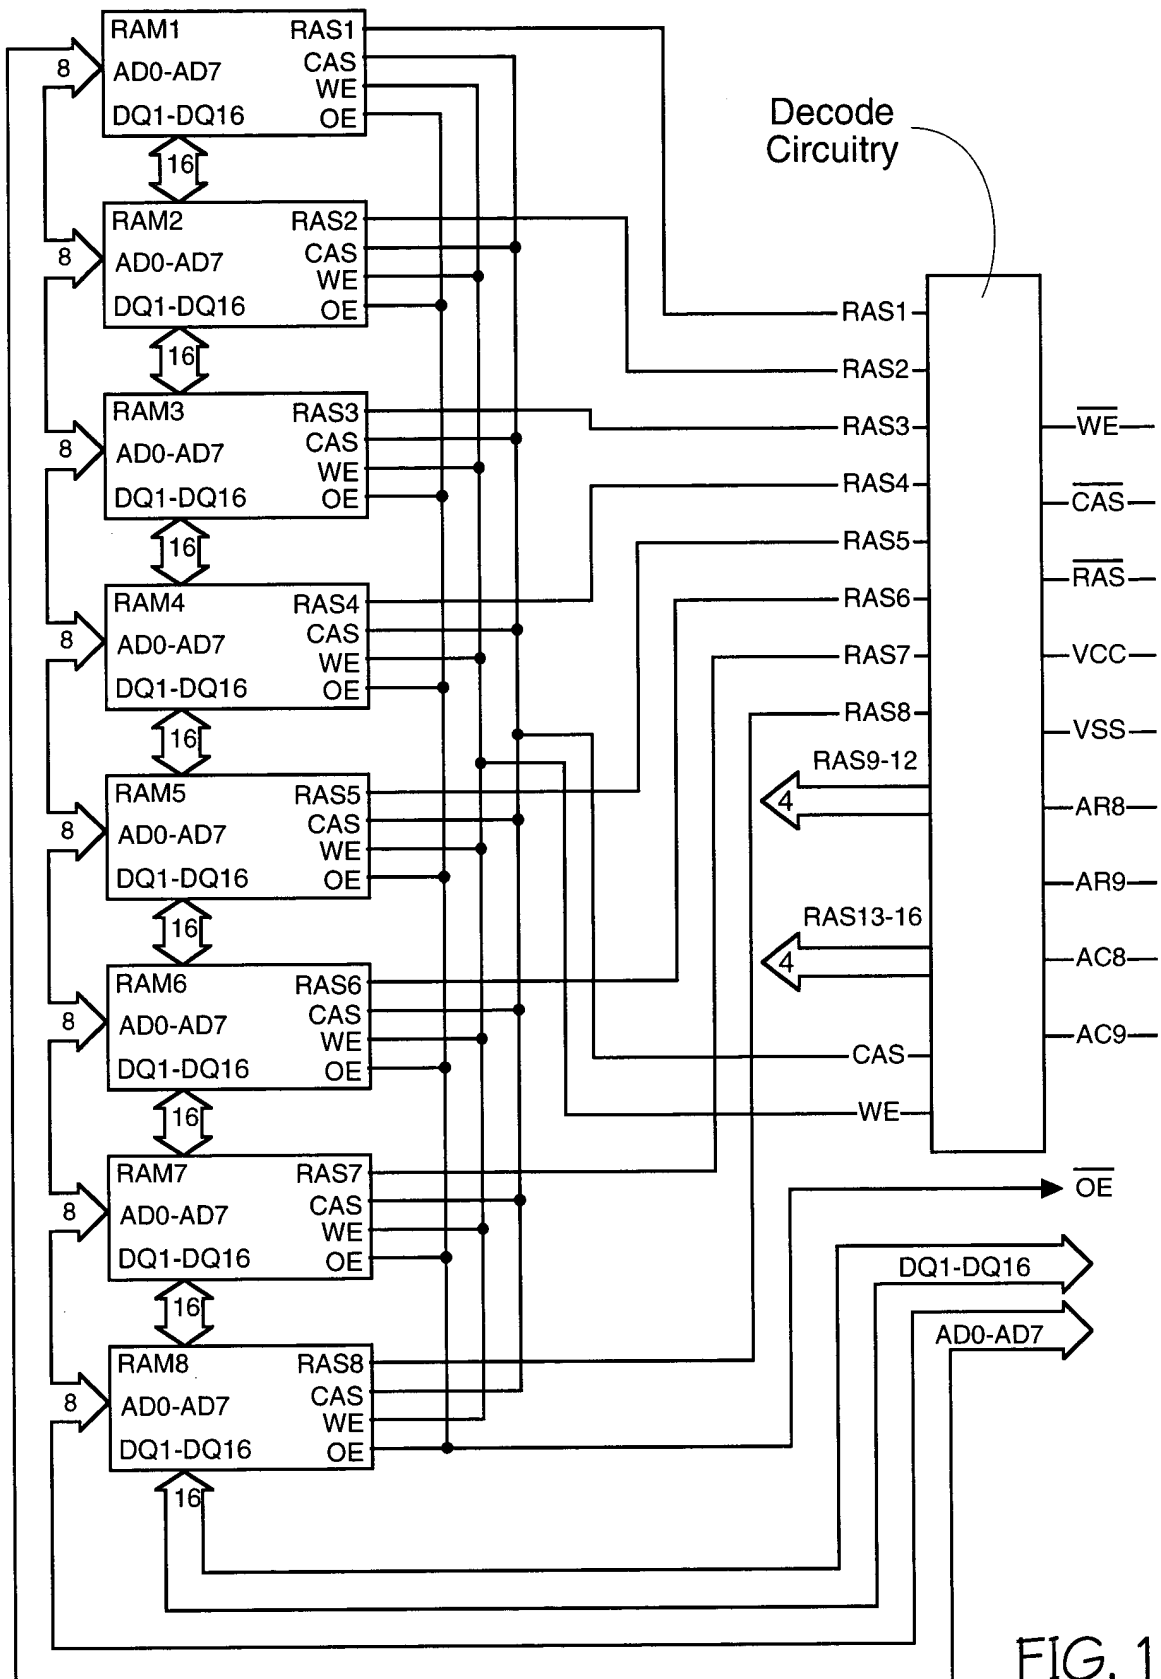 RAM1 RAS1
8 AD0-AD7 CAS
WE
DQ1-DQ16 OE
16
RAM2 RAS2
8 AD0-AD7 CAS
WE
DQ1-DQ16 OE
16
RAM3 RAS3
8 AD0-AD7 CAS
WE
DQ1-DQ16 OE
16
RAM4 RAS4
8 AD0-AD7 CAS
WE
DQ1-DQ16 OE
16
RAM5 RAS5
8 AD0-AD7 CAS
WE
DQ1-DQ16 OE
16
RAM6 RAS6
8 AD0-AD7 CAS
WE
DQ1-DQ16 OE
16
RAM7 RAS7
8 AD0-AD7 CAS
WE
DQ1-DQ16 OE
16
RAM8 RAS8
8 AD0-AD7 CAS
WE
DQ1-DQ16 OE
16
Decode
Circuitry
RAS1
RAS2
RAS3
RAS4
RAS5
RAS6
RAS7
RAS8
RAS9-12
4
RAS13-16
4
CAS
WE
W̅E̅
C̅A̅S̅
R̅A̅S̅
VCC
VSS
AR8
AR9
AC8
AC9
O̅E̅
DQ1-DQ16
AD0-AD7
FIG. 1